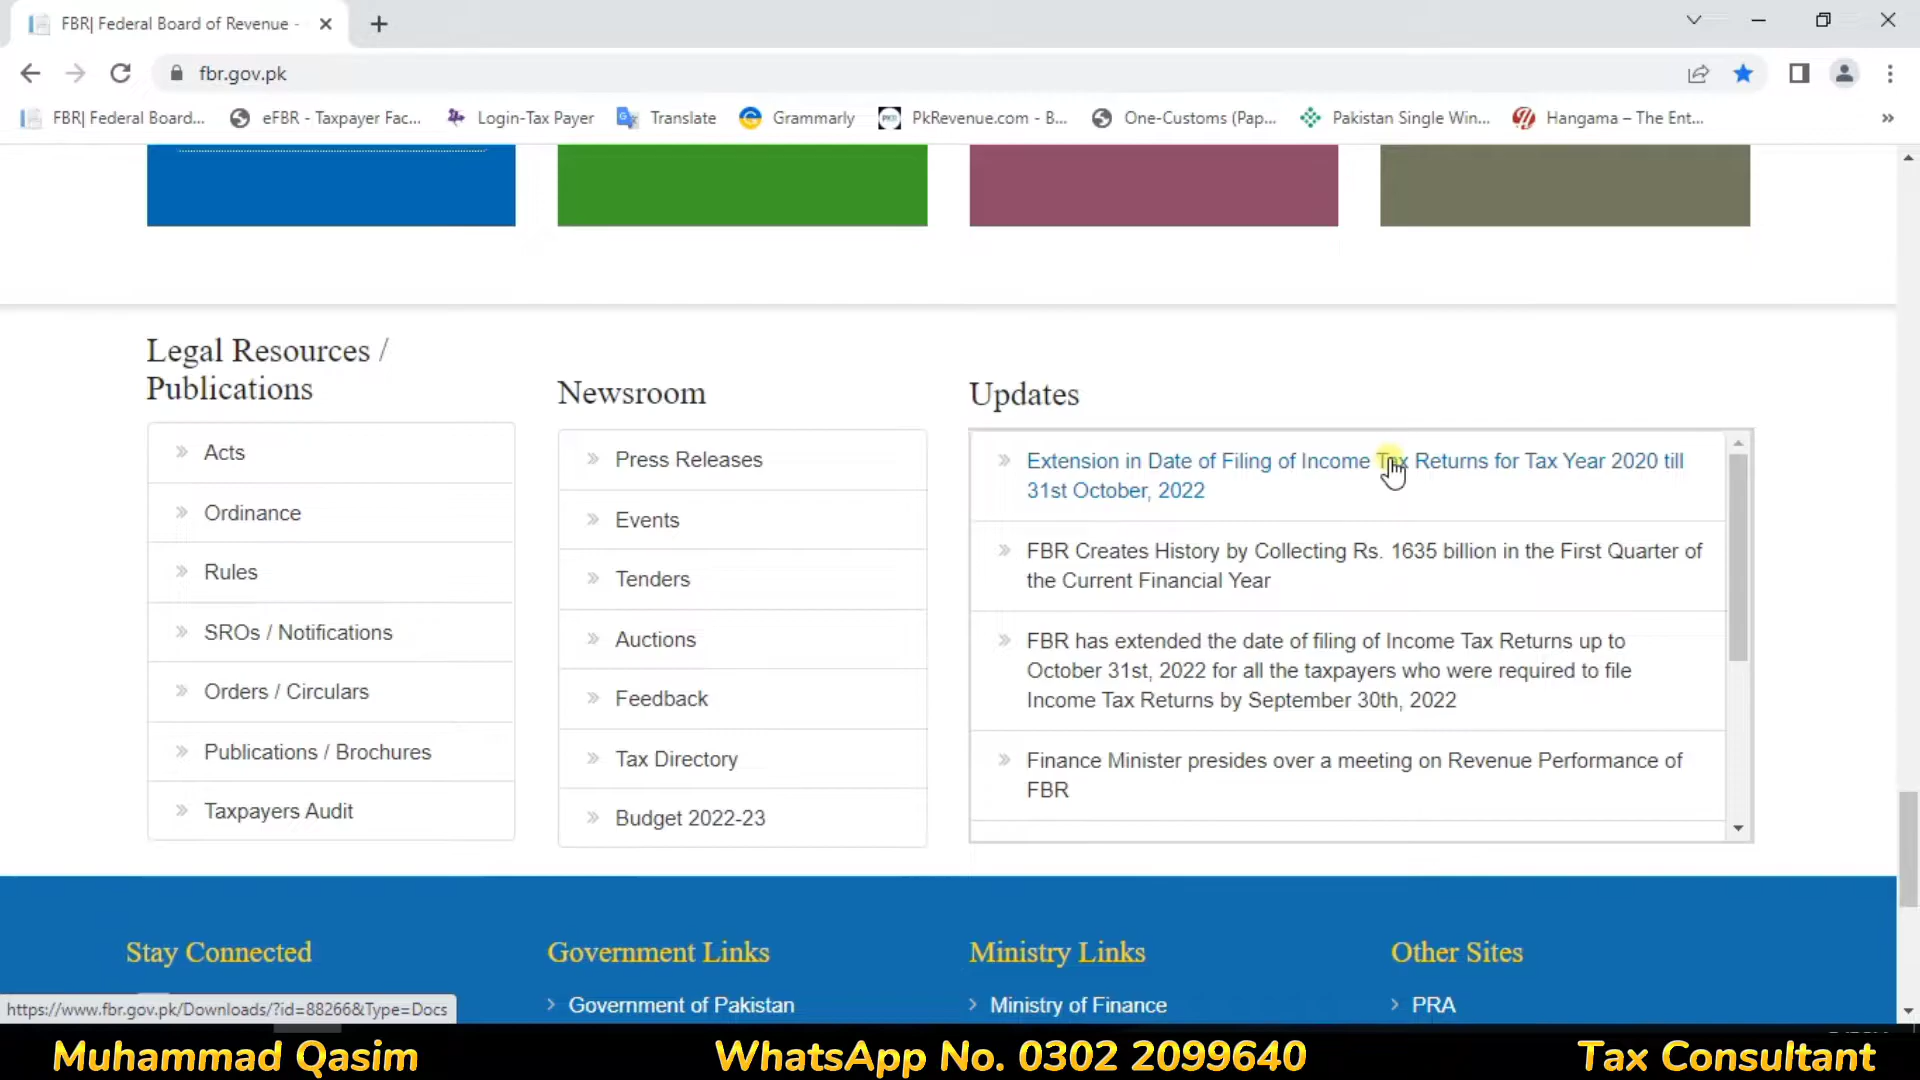 FBR| Federal Board of Revenue -
fbr.gov.pk
FBR| Federal Board...
eFBR - Taxpayer Fac...
Login-Tax Payer
Translate
Grammarly
PkRevenue.com - B...
One-Customs (Pap...
Pakistan Single Win...
Hangama – The Ent...
»
Legal Resources /
Publications
Acts
Ordinance
Rules
SROs / Notifications
Orders / Circulars
Publications / Brochures
Taxpayers Audit
Newsroom
Press Releases
Events
Tenders
Auctions
Feedback
Tax Directory
Budget 2022-23
Updates
Extension in Date of Filing of Income Tax Returns for Tax Year 2020 till
31st October, 2022
FBR Creates History by Collecting Rs. 1635 billion in the First Quarter of
the Current Financial Year
FBR has extended the date of filing of Income Tax Returns up to
October 31st, 2022 for all the taxpayers who were required to file
Income Tax Returns by September 30th, 2022
Finance Minister presides over a meeting on Revenue Performance of
FBR
Stay Connected
Government Links
Government of Pakistan
Ministry Links
Ministry of Finance
Other Sites
PRA
https://www.fbr.gov.pk/Downloads/?id=88266&Type=Docs
Muhammad Qasim
WhatsApp No. 0302 2099640
Tax Consultant